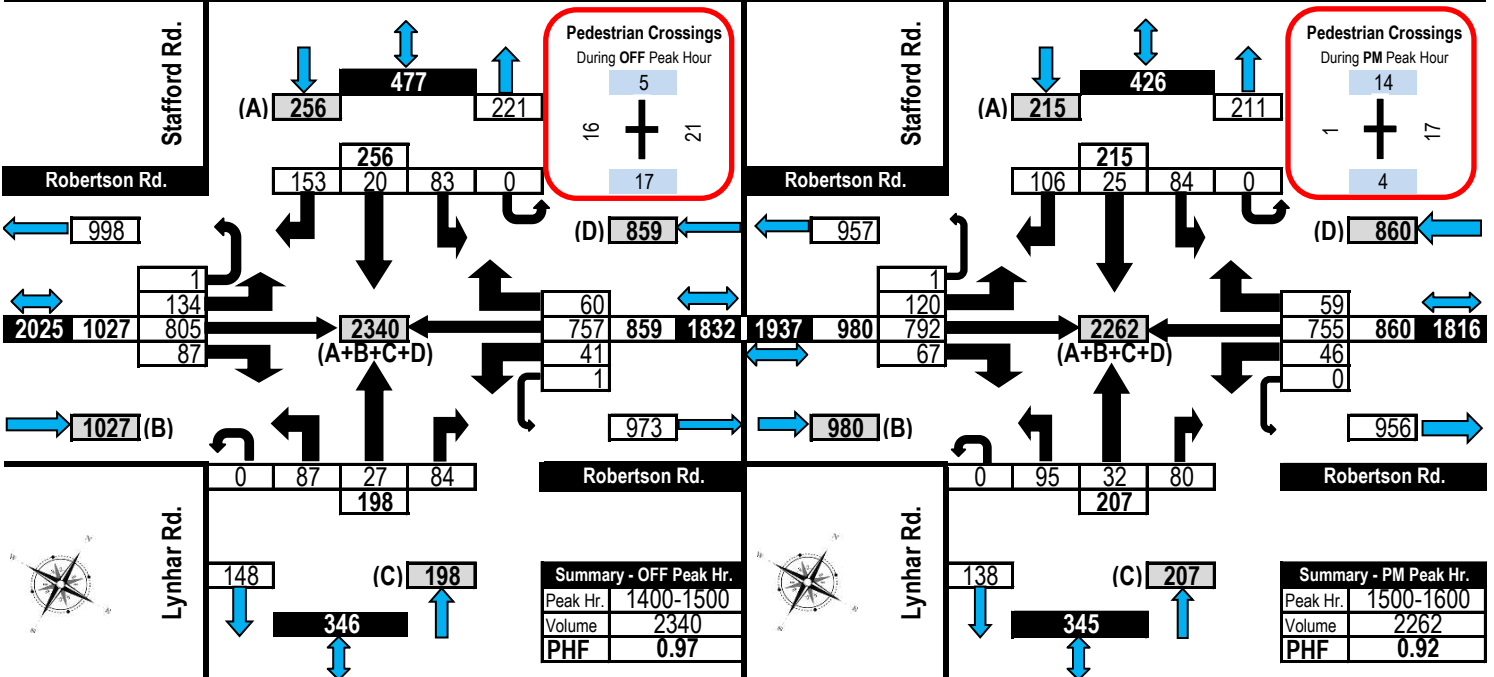 Stafford Rd.
477
(A) 256
221
Pedestrian Crossings
During OFF Peak Hour
5
16
21
17
256
153 20 83 0
Robertson Rd.
998
(D) 859
1
134
2025 1027 805
87
2340
(A+B+C+D)
60
757 859 1832
41
1
1027 (B)
973
0 87 27 84
198
Robertson Rd.
Lynhar Rd.
148
(C) 198
346
N
E
S
W
Summary - OFF Peak Hr.
Peak Hr. 1400-1500
Volume 2340
PHF 0.97
Stafford Rd.
426
(A) 215
211
Pedestrian Crossings
During PM Peak Hour
14
1
17
4
215
106 25 84 0
Robertson Rd.
957
(D) 860
1
120
1937 980 792
67
2262
(A+B+C+D)
59
755 860 1816
46
0
980 (B)
956
0 95 32 80
207
Robertson Rd.
Lynhar Rd.
138
(C) 207
345
N
E
S
W
Summary - PM Peak Hr.
Peak Hr. 1500-1600
Volume 2262
PHF 0.92